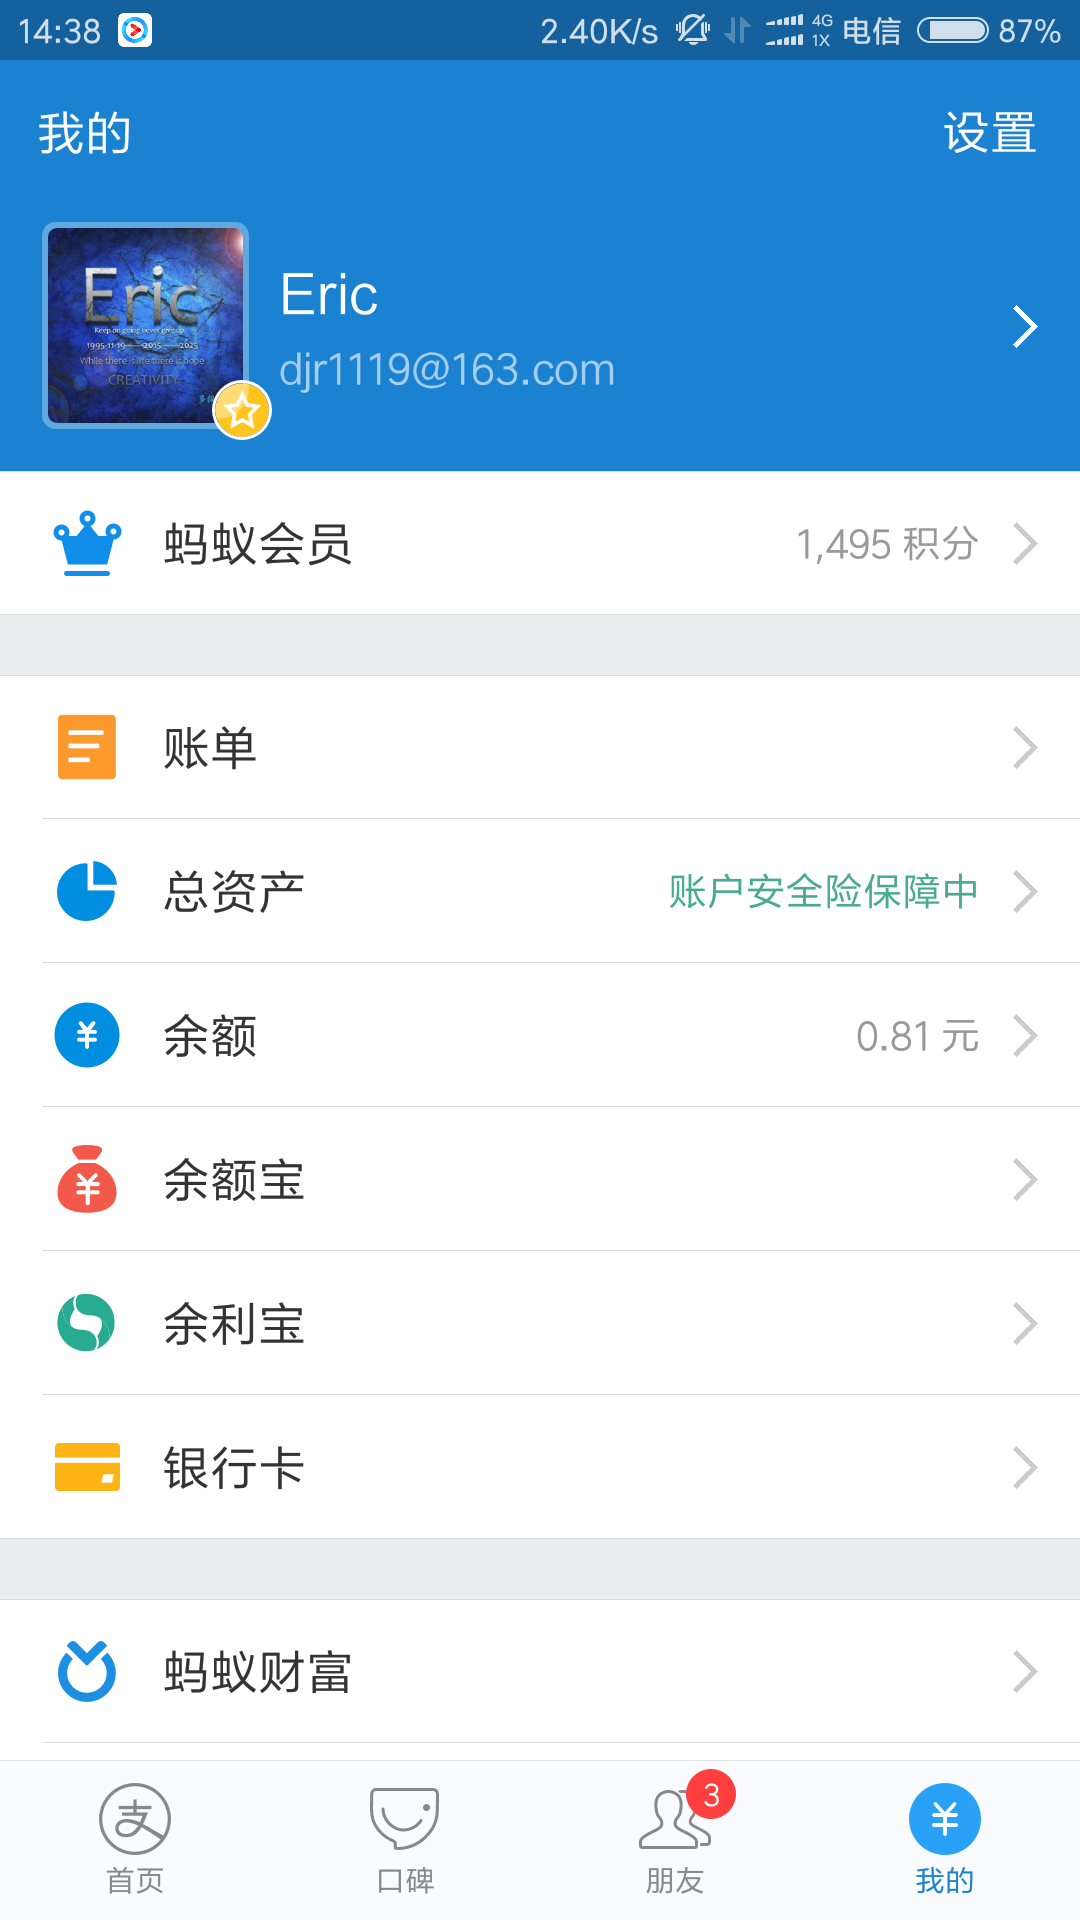 14:38 2.40K/s 4G 1X 电信 87%
我的 设置
Eric
Keep on going never give up
1995-11-19——2015——2025
While there is life there is hope
CREATIVITY
Eric
djr1119@163.com
蚂蚁会员 1,495 积分
账单
总资产 账户安全险保障中
余额 0.81 元
余额宝
余利宝
银行卡
蚂蚁财富
3
首页 口碑 朋友 我的